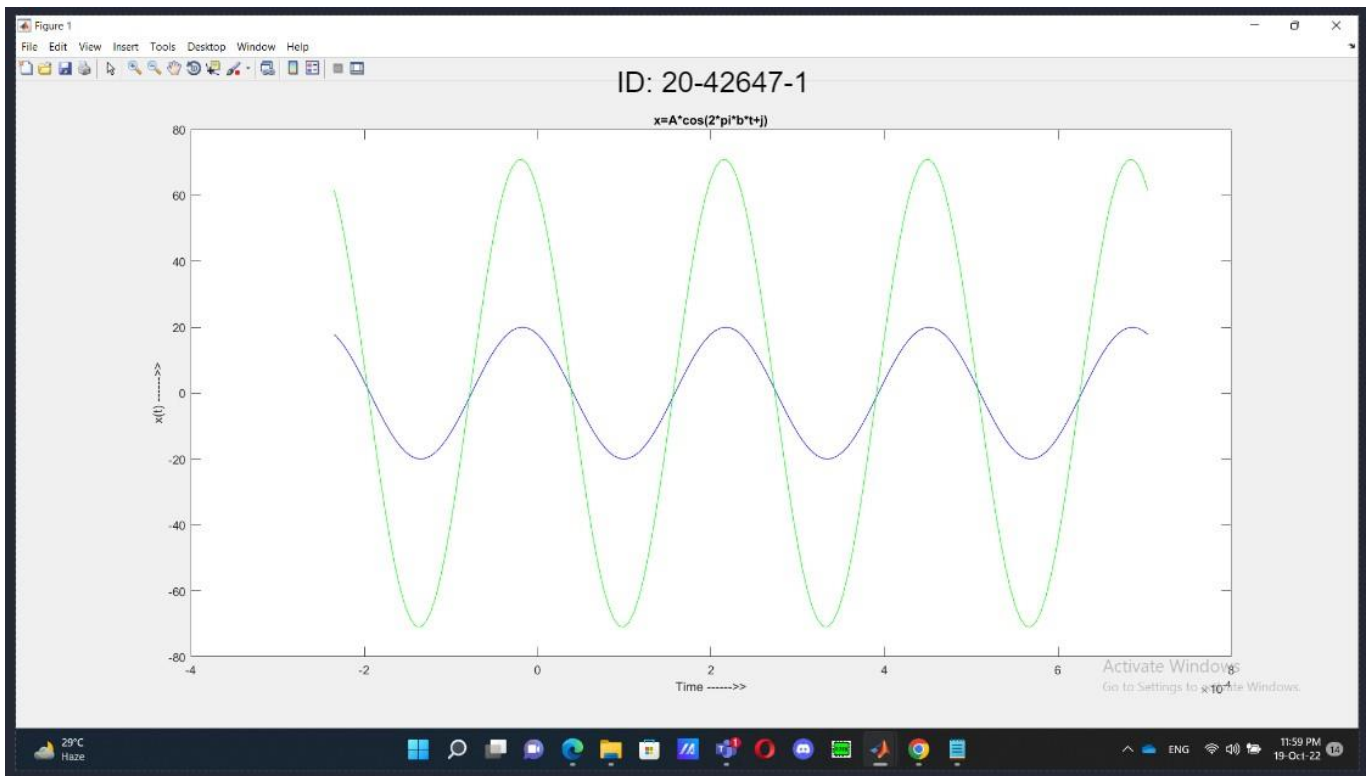 Figure 1
File Edit View Insert Tools Desktop Window Help
ID: 20-42647-1
x=A*cos(2*pi*b*t+j)
80
60
40
20
0
-20
-40
-60
-80
x(t) ------>>
-4 -2 0 2 4 6 8
Time ------>>
×10-4
Activate Windows
Go to Settings to activate Windows.
29°C
Haze
ENG
11:59 PM
19-Oct-22
14